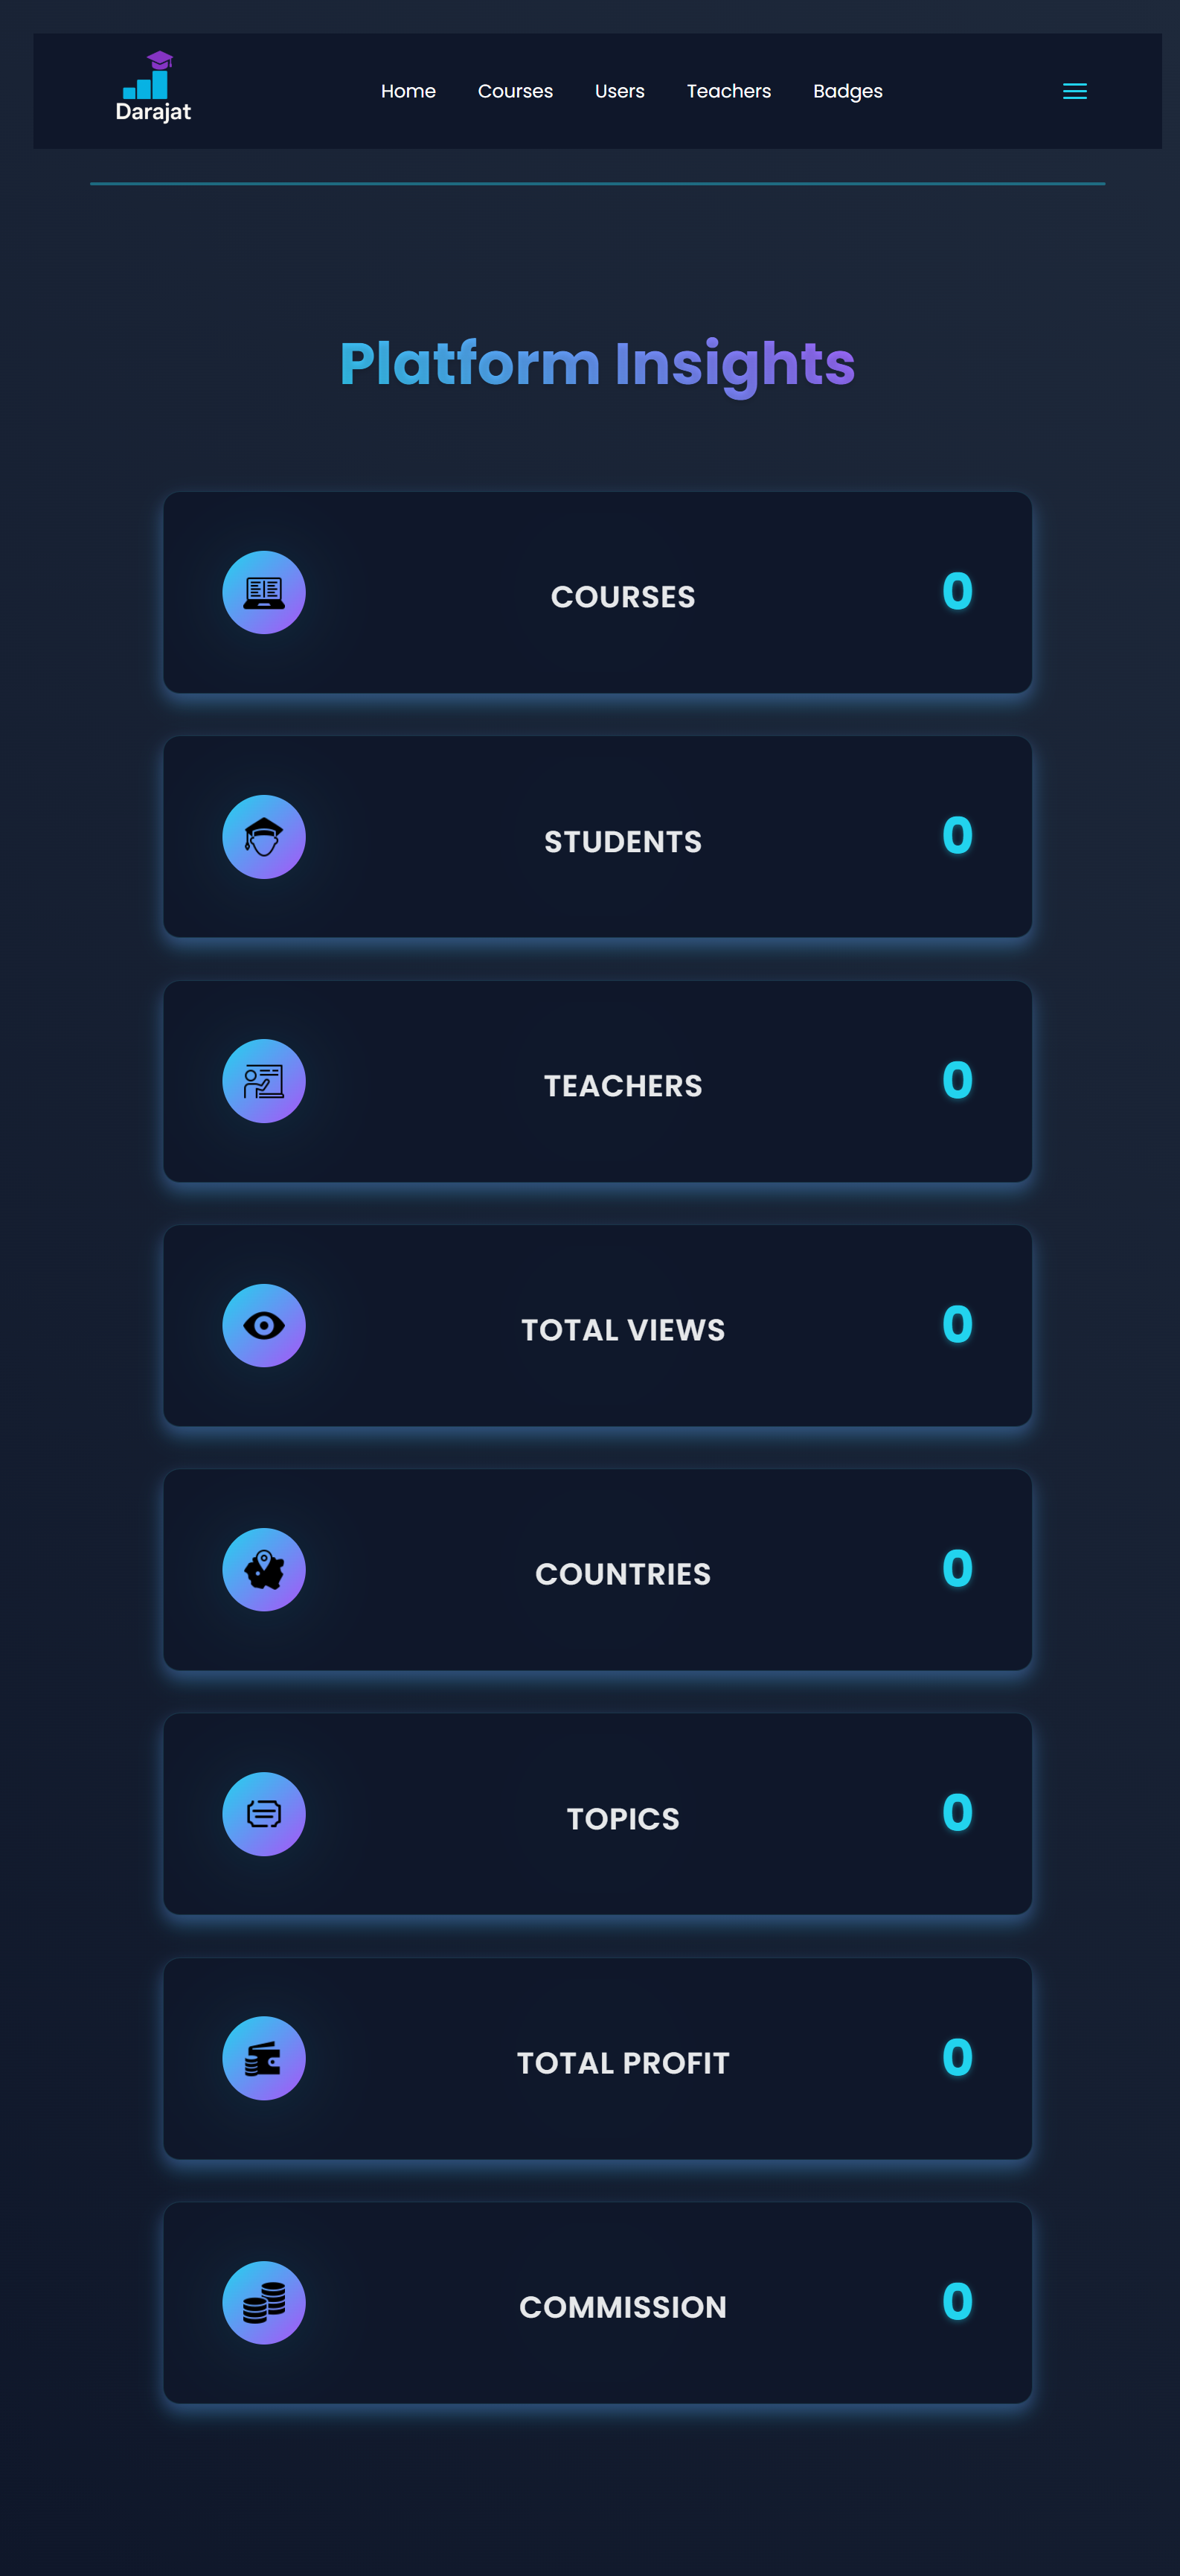 Darajat
Home Courses Users Teachers Badges
Platform Insights
COURSES 0
STUDENTS 0
TEACHERS 0
TOTAL VIEWS 0
COUNTRIES 0
TOPICS 0
TOTAL PROFIT 0
COMMISSION 0